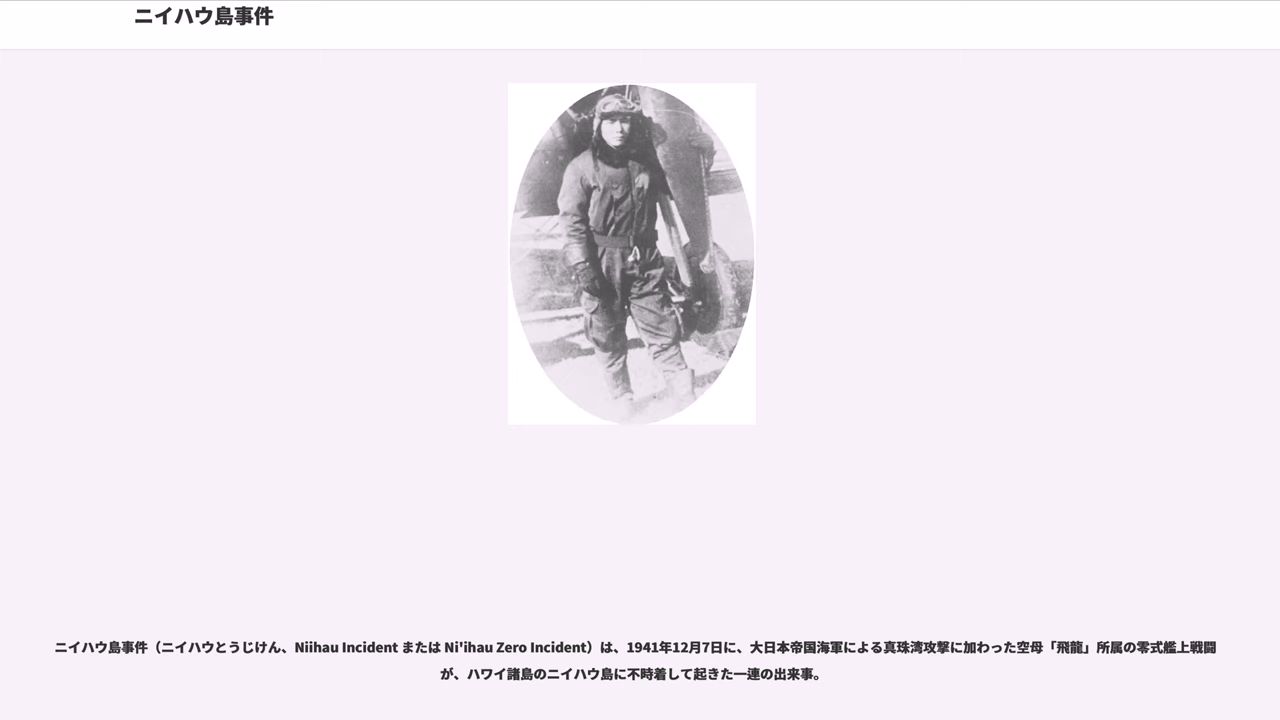 ニイハウ島事件
ニイハウ島事件（ニイハウとうじけん、Niihau Incident または Ni'ihau Zero Incident）は、1941年12月7日に、大日本帝国海軍による真珠湾攻撃に加わった空母「飛龍」所属の零式艦上戦闘
が、ハワイ諸島のニイハウ島に不時着して起きた一連の出来事。